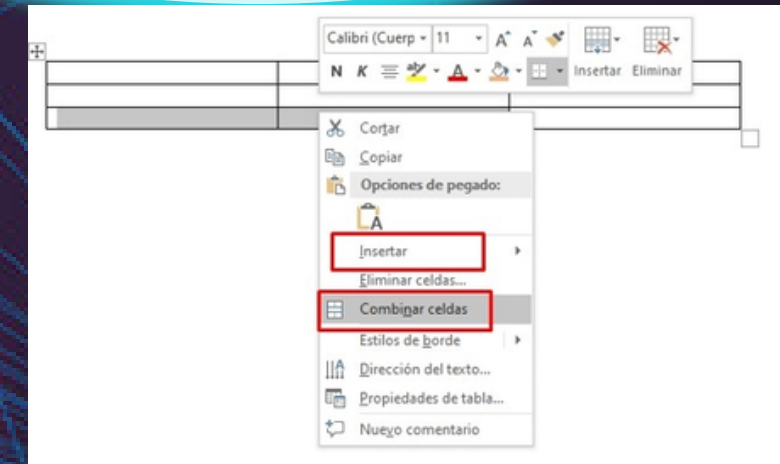 Calibri (Cuerp 11 A A
N K ab A Insertar Eliminar
Cortar
Copiar
Opciones de pegado:
A
Insertar
Eliminar celdas...
Combinar celdas
Estilos de borde
Dirección del texto...
Propiedades de tabla...
Nuevo comentario